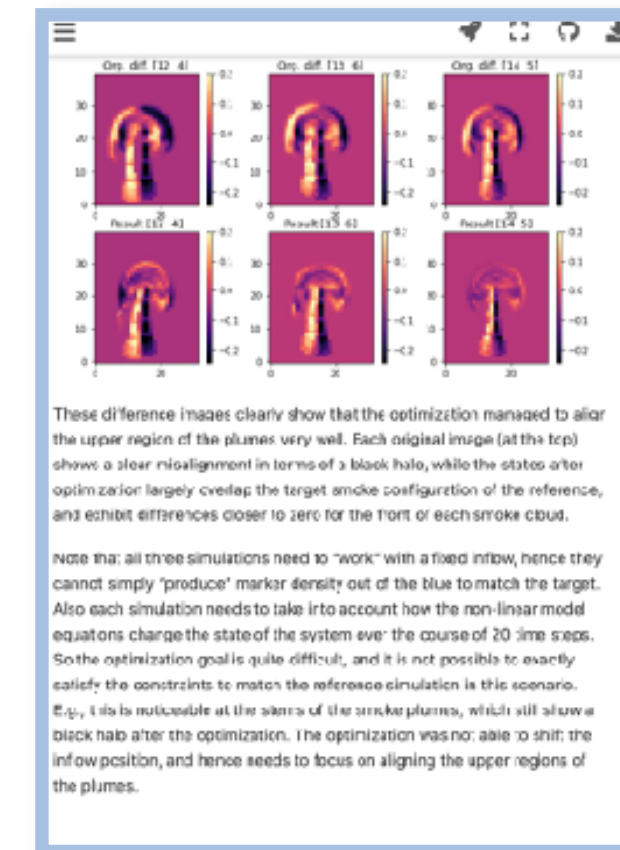 Org. diff. [12 4] Org. diff. [13 6] Org. diff. [14 5]
Result [12 4] Result [13 6] Result [14 5]
These difference images clearly show that the optimization managed to align
the upper region of the plumes very well. Each original image (at the top)
shows a clear misalignment in terms of a black halo, while the states after
optimization largely overlap the target smoke configuration of the reference,
and exhibit differences closer to zero for the front of each smoke cloud.
Note that all three simulations need to "work" with a fixed inflow, hence they
cannot simply "produce" marker density out of the blue to match the target.
Also each simulation needs to take into account how the non-linear model
equations change the state of the system over the course of 20 time steps.
So the optimization goal is quite difficult, and it is not possible to exactly
satisfy the constraints to match the reference simulation in this scenario.
E.g., this is noticeable at the stems of the smoke plumes, which still show a
black halo after the optimization. The optimization was not able to shift the
inflow position, and hence needs to focus on aligning the upper regions of
the plumes.